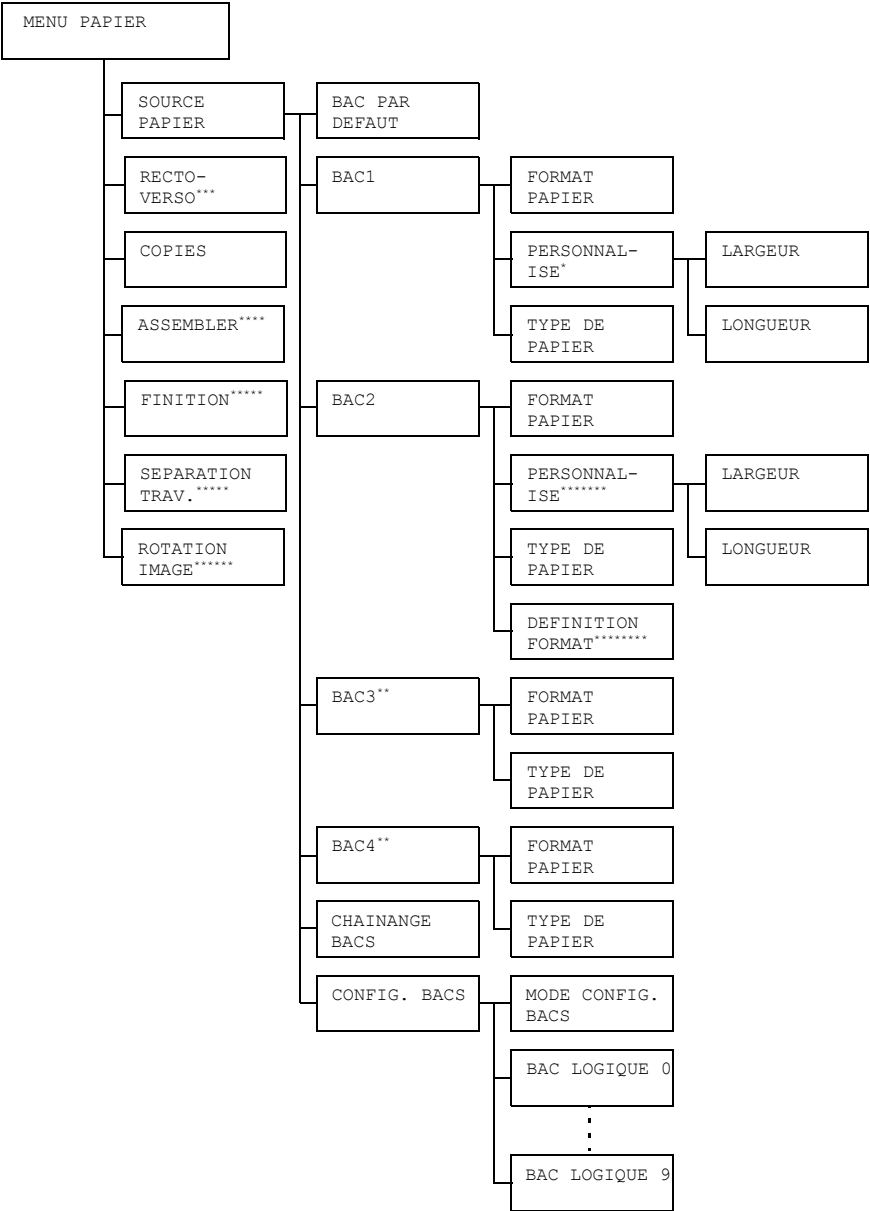 MENU PAPIER
SOURCE
PAPIER
BAC PAR
DEFAUT
RECTO-
VERSO***
BAC1
FORMAT
PAPIER
COPIES
PERSONNAL-
ISE*
LARGEUR
ASSEMBLER****
TYPE DE
PAPIER
LONGUEUR
FINITION*****
BAC2
FORMAT
PAPIER
SEPARATION
TRAV.*****
PERSONNAL-
ISE*******
LARGEUR
ROTATION
IMAGE******
TYPE DE
PAPIER
LONGUEUR
DEFINITION
FORMAT********
BAC3**
FORMAT
PAPIER
TYPE DE
PAPIER
BAC4**
FORMAT
PAPIER
CHAINANGE
BACS
TYPE DE
PAPIER
CONFIG. BACS
MODE CONFIG.
BACS
BAC LOGIQUE 0
BAC LOGIQUE 9